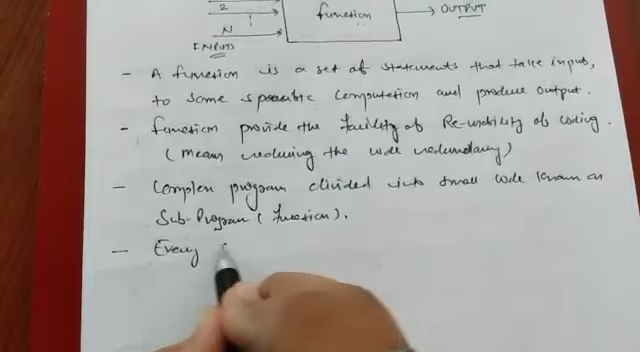 2
N
INPUTS
function
OUTPUT
- A function is a set of statements that take input,
to some specific computation and produce output.
- function provide the facility of Re-usibility of coding.
(Means reducing the code redundancy)
- Complex program divided into small code known as
Sub-Program (function).
- Every